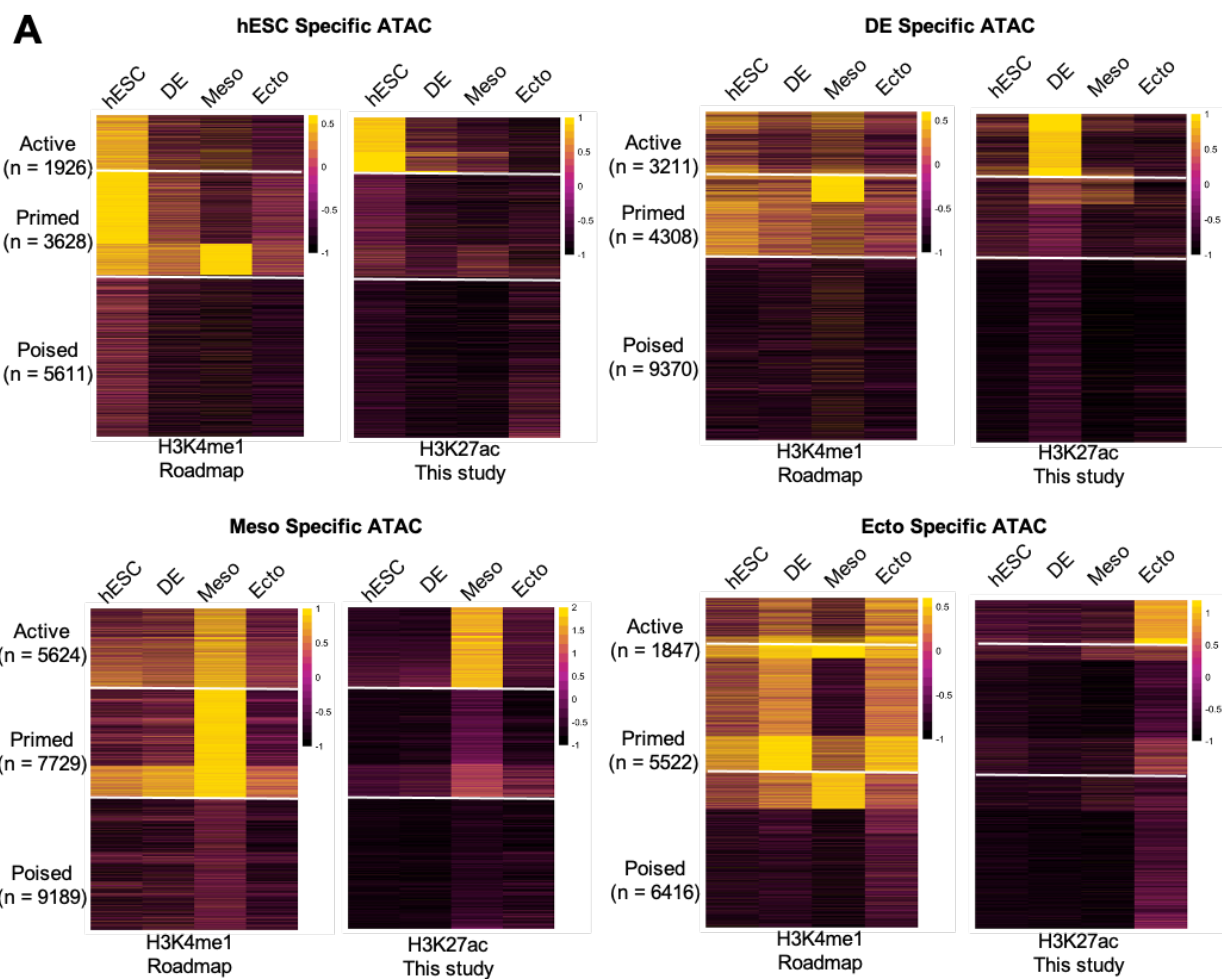 A
hESC Specific ATAC
hESC DE Meso Ecto
hESC DE Meso Ecto
Active
(n = 1926)
Primed
(n = 3628)
Poised
(n = 5611)
0.5
0
-0.5
-1
1
0.5
0
-0.5
-1
H3K4me1
Roadmap
H3K27ac
This study
DE Specific ATAC
hESC DE Meso Ecto
hESC DE Meso Ecto
Active
(n = 3211)
Primed
(n = 4308)
Poised
(n = 9370)
0.5
0
-0.5
-1
1
0.5
0
-0.5
-1
H3K4me1
Roadmap
H3K27ac
This study
Meso Specific ATAC
hESC DE Meso Ecto
hESC DE Meso Ecto
Active
(n = 5624)
Primed
(n = 7729)
Poised
(n = 9189)
1
0.5
0
-0.5
-1
2
1.5
1
0.5
0
-0.5
-1
H3K4me1
Roadmap
H3K27ac
This study
Ecto Specific ATAC
hESC DE Meso Ecto
hESC DE Meso Ecto
Active
(n = 1847)
Primed
(n = 5522)
Poised
(n = 6416)
0.5
0
-0.5
-1
1
0.5
0
-0.5
-1
H3K4me1
Roadmap
H3K27ac
This study